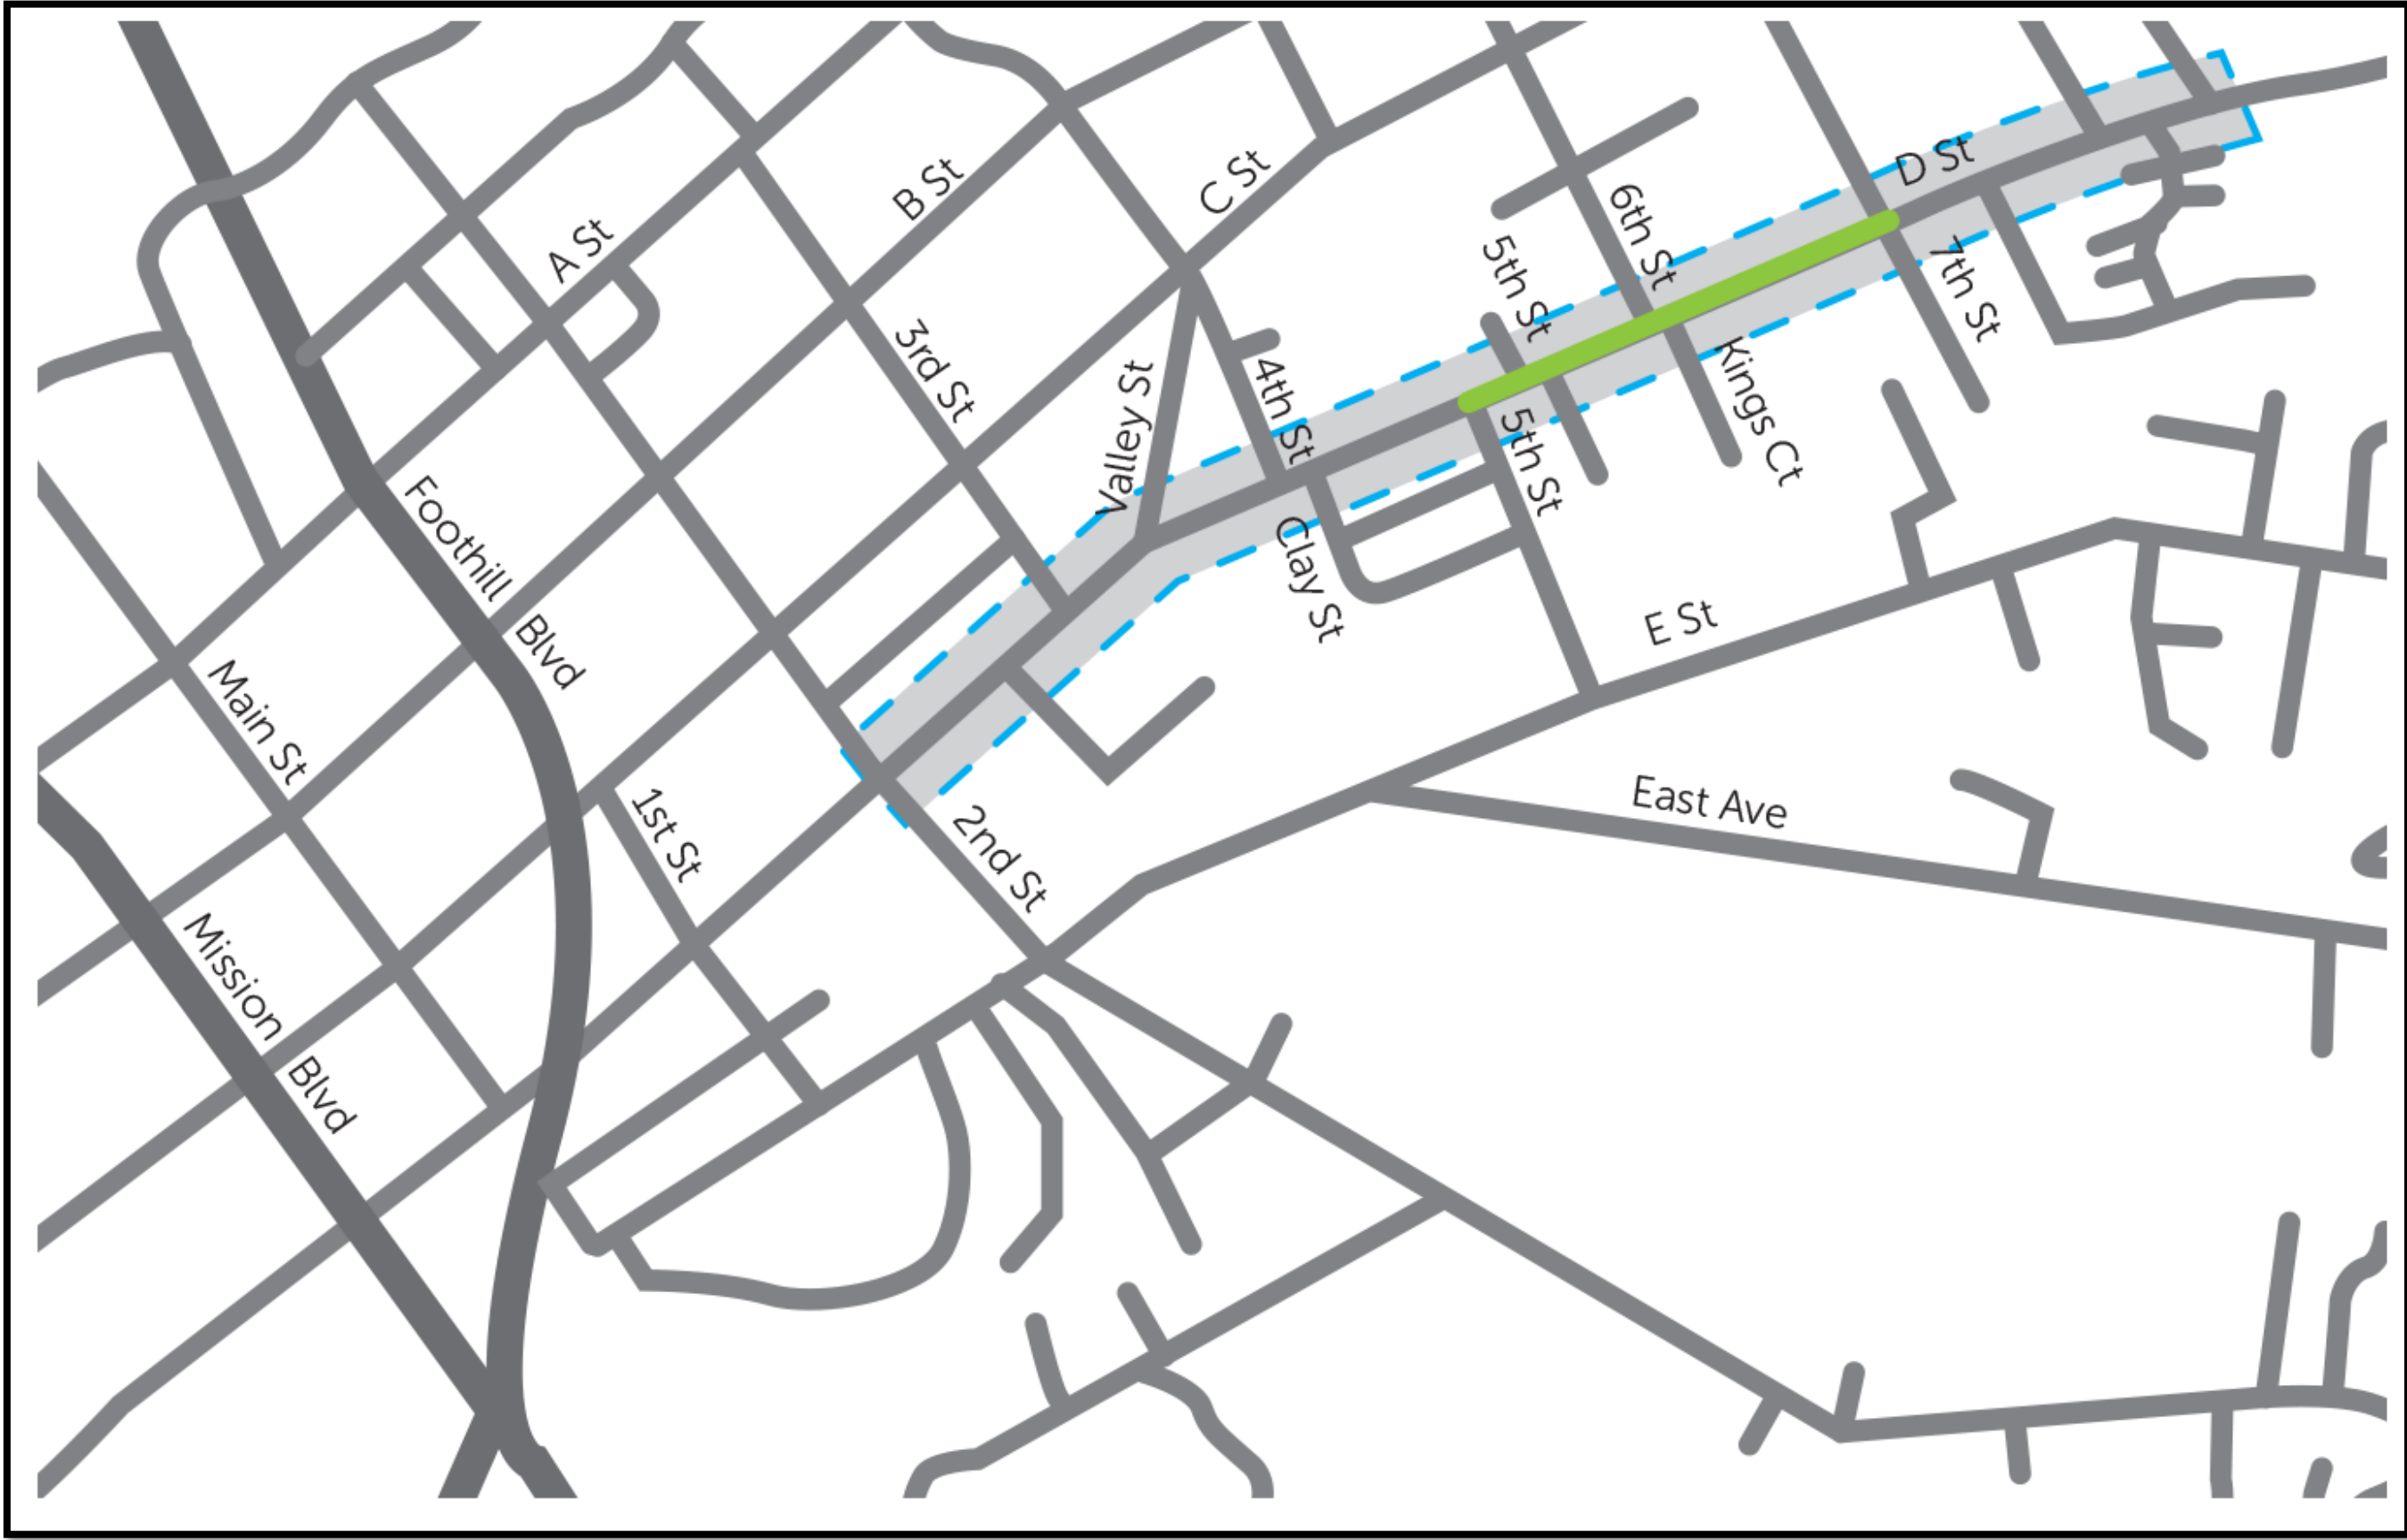 D St
B St
C St
6th St
A St
5th St
7th St
3rd St
Valley St
4th St
Kings Ct
5th St
Foothill
Blvd
Clay St
E St
Main St
East Ave
1st St
2nd St
Mission
Blvd